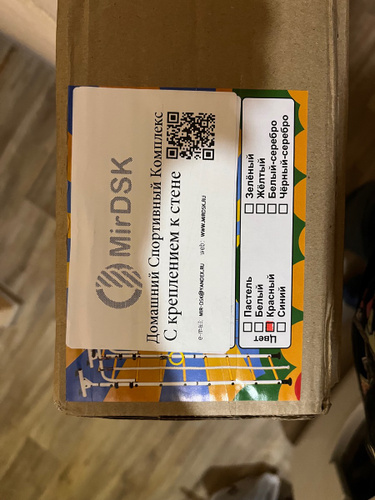 MirDSK
Домашний Спортивный Комплекс
С креплением к стене
e-mail MIR-DSK@YANDEX.RU web: WWW.MIRDSK.RU
Цвет
Пастель
Белый
Красный
Синий
Зелёный
Жёлтый
Белый-серебро
Чёрный-серебро